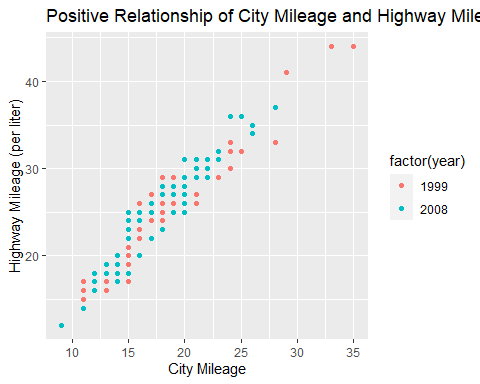 Positive Relationship of City Mileage and Highway Mile
Highway Mileage (per liter)
40
30
20
10
15
20
25
30
35
City Mileage
factor(year)
1999
2008